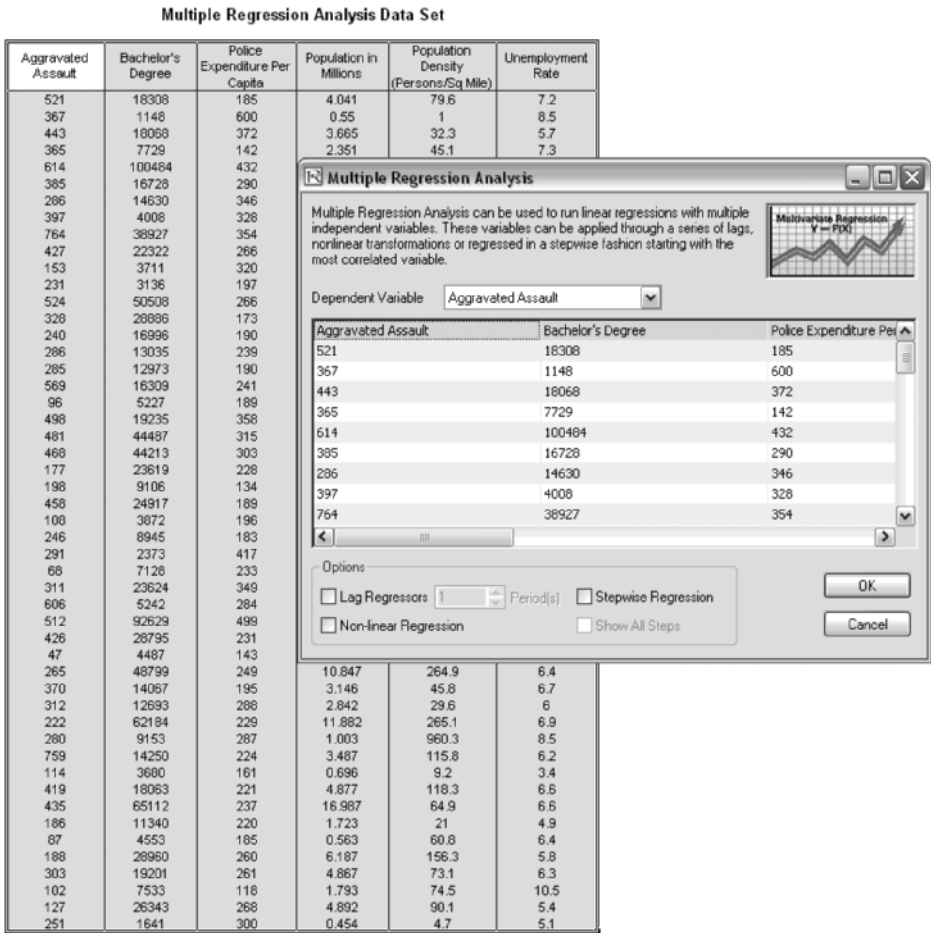 Multiple Regression Analysis Data Set
Aggravated Assault | Bachelor's Degree | Police Expenditure Per Capita | Population in Millions | Population Density (Persons/Sq Mile) | Unemployment Rate
521 18308 185 4.041 79.6 7.2
367 1148 600 0.55 1 8.5
443 18068 372 3.665 32.3 5.7
365 7729 142 2.351 45.1 7.3
614 100484 432
385 16728 290
286 14630 346
397 4008 328
764 38927 354
427 22322 266
153 3711 320
231 3136 197
524 50508 266
328 28886 173
240 16996 190
286 13035 239
285 12973 190
569 16309 241
96 5227 189
498 19235 358
481 44487 315
468 44213 303
177 23619 228
198 9106 134
458 24917 189
108 3872 196
246 8945 183
291 2373 417
68 7128 233
311 23624 349
606 5242 284
512 92629 499
426 28795 231
47 4487 143
265 48799 249 10.847 264.9 6.4
370 14067 195 3.146 45.8 6.7
312 12693 288 2.842 29.6 6
222 62184 229 11.882 265.1 6.9
280 9153 287 1.003 960.3 8.5
759 14250 224 3.487 115.8 6.2
114 3680 161 0.696 9.2 3.4
419 18063 221 4.877 118.3 6.6
435 65112 237 16.987 64.9 6.6
186 11340 220 1.723 21 4.9
87 4553 185 0.563 60.8 6.4
188 28960 260 6.187 156.3 5.8
303 19201 261 4.867 73.1 6.3
102 7533 118 1.793 74.5 10.5
127 26343 268 4.892 90.1 5.4
251 1641 300 0.454 4.7 5.1
Multiple Regression Analysis
Multiple Regression Analysis can be used to run linear regressions with multiple
independent variables. These variables can be applied through a series of lags,
nonlinear transformations or regressed in a stepwise fashion starting with the
most correlated variable.
Multivariate Regression
Y = F(X)
Dependent Variable Aggravated Assault
Aggravated Assault Bachelor's Degree Police Expenditure Per
521 18308 185
367 1148 600
443 18068 372
365 7729 142
614 100484 432
385 16728 290
286 14630 346
397 4008 328
764 38927 354
Options
Lag Regressors 1 Period(s) Stepwise Regression
Non-linear Regression Show All Steps
OK
Cancel